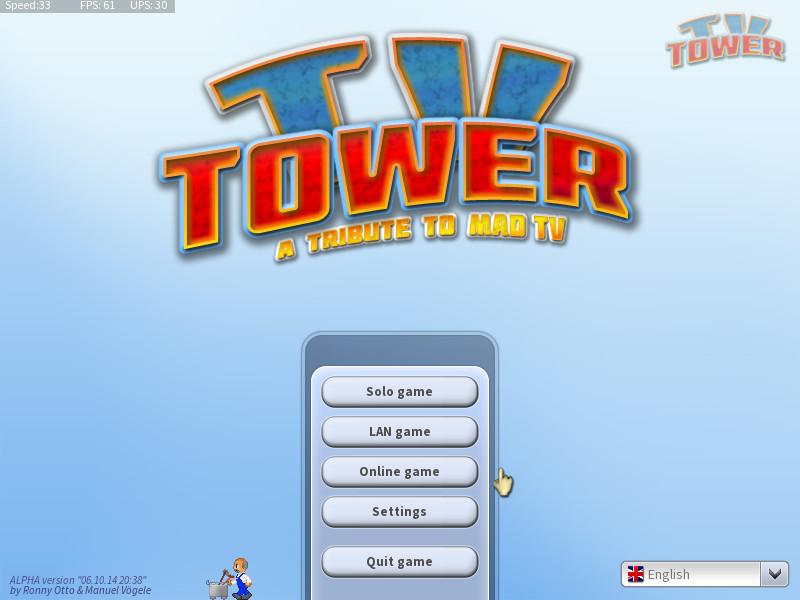 Speed:33 FPS: 61 UPS: 30
TV
TOWER
TV
TOWER
A TRIBUTE TO MAD TV
Solo game
LAN game
Online game
Settings
Quit game
English
ALPHA version "06.10.14 20:38"
by Ronny Otto & Manuel Vögele